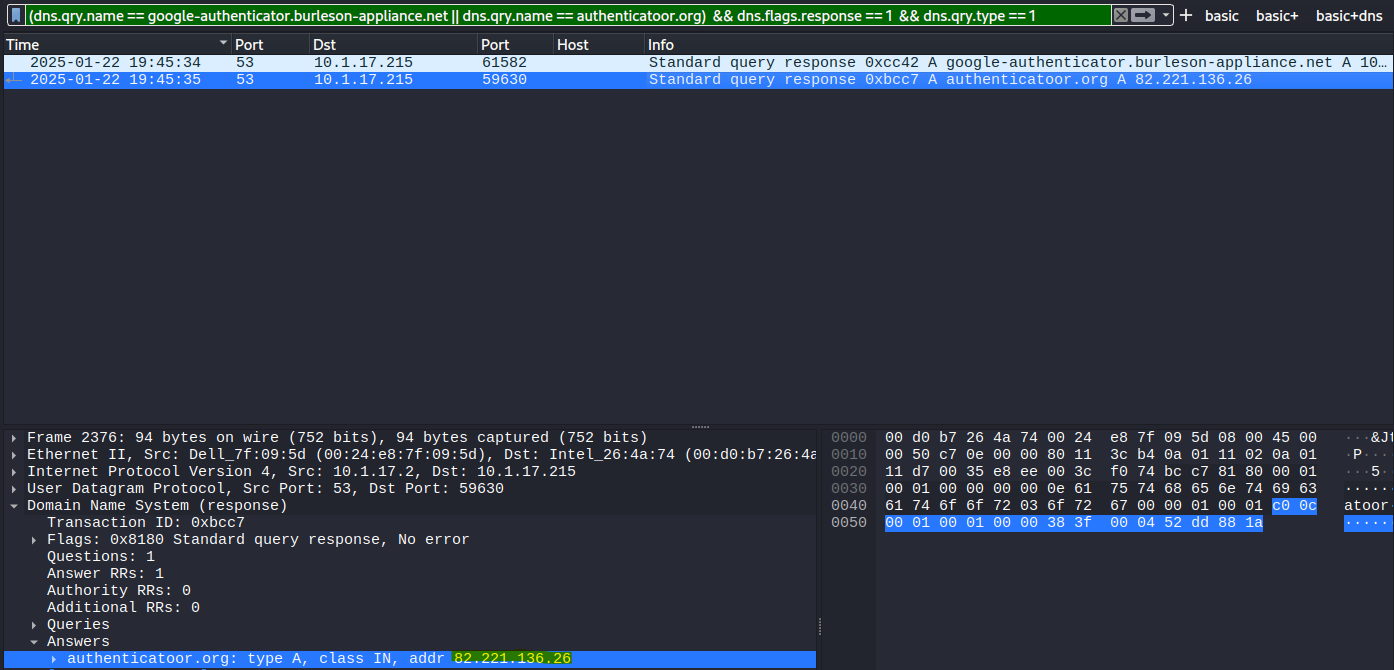 (dns.qry.name == google-authenticator.burleson-appliance.net || dns.qry.name == authenticatoor.org) && dns.flags.response == 1 && dns.qry.type == 1 basic basic+ basic+dns
Time Port Dst Port Host Info
2025-01-22 19:45:34 53 10.1.17.215 61582 Standard query response 0xcc42 A google-authenticator.burleson-appliance.net A 10…
2025-01-22 19:45:35 53 10.1.17.215 59630 Standard query response 0xbcc7 A authenticatoor.org A 82.221.136.26
Frame 2376: 94 bytes on wire (752 bits), 94 bytes captured (752 bits)
Ethernet II, Src: Dell_7f:09:5d (00:24:e8:7f:09:5d), Dst: Intel_26:4a:74 (00:d0:b7:26:4a
Internet Protocol Version 4, Src: 10.1.17.2, Dst: 10.1.17.215
User Datagram Protocol, Src Port: 53, Dst Port: 59630
Domain Name System (response)
Transaction ID: 0xbcc7
Flags: 0x8180 Standard query response, No error
Questions: 1
Answer RRs: 1
Authority RRs: 0
Additional RRs: 0
Queries
Answers
authenticatoor.org: type A, class IN, addr 82.221.136.26
0000 00 d0 b7 26 4a 74 00 24 e8 7f 09 5d 08 00 45 00 ···&Jt
0010 00 50 c7 0e 00 00 80 11 3c b4 0a 01 11 02 0a 01 ·P····
0020 11 d7 00 35 e8 ee 00 3c f0 74 bc c7 81 80 00 01 ···5··
0030 00 01 00 00 00 00 0e 61 75 74 68 65 6e 74 69 63 ······
0040 61 74 6f 6f 72 03 6f 72 67 00 00 01 00 01 c0 0c atoor·
0050 00 01 00 01 00 00 38 3f 00 04 52 dd 88 1a ······